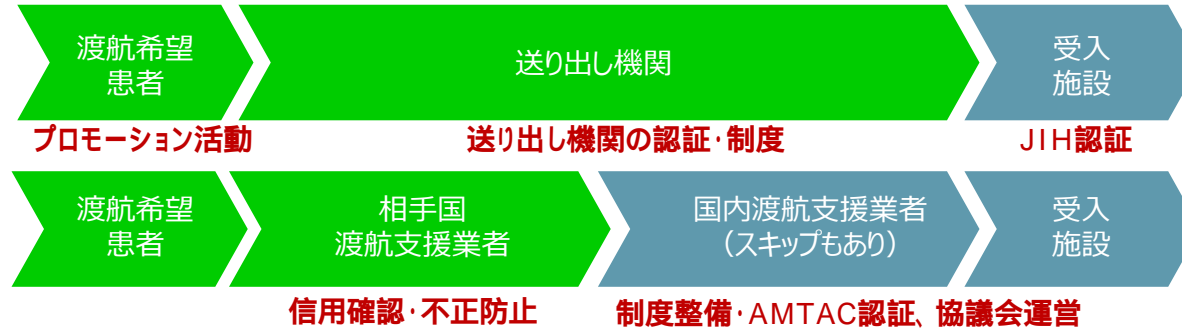 渡航希望
患者
送り出し機関
受入
施設
プロモーション活動
送り出し機関の認証・制度
JIH認証
渡航希望
患者
相手国
渡航支援業者
国内渡航支援業者
（スキップもあり）
受入
施設
信用確認・不正防止
制度整備・AMTAC認証、協議会運営